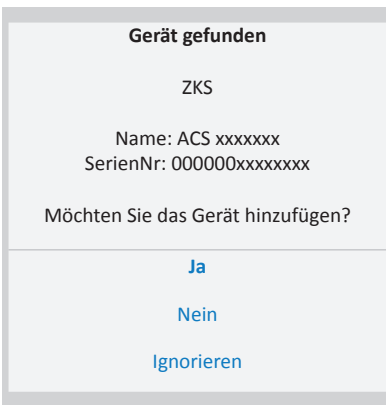 Gerät gefunden
ZKS
Name: ACS xxxxxxx
SerienNr: 000000xxxxxxxx
Möchten Sie das Gerät hinzufügen?
Ja
Nein
Ignorieren